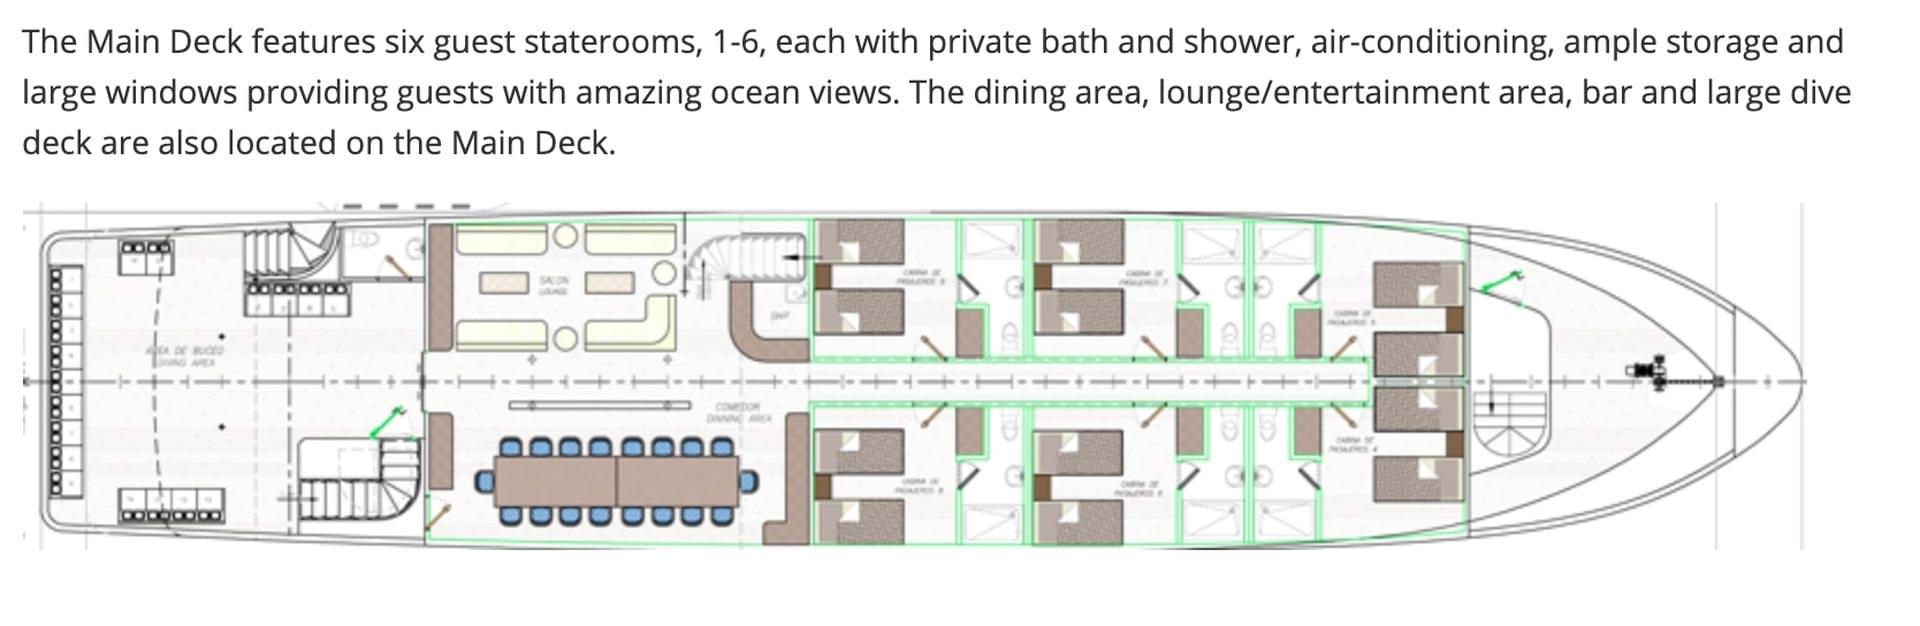 The Main Deck features six guest staterooms, 1-6, each with private bath and shower, air-conditioning, ample storage and
large windows providing guests with amazing ocean views. The dining area, lounge/entertainment area, bar and large dive
deck are also located on the Main Deck.
SALON
LOUNGE
BAR
CABINA DE
PASAJEROS
CABINA DE
PASAJEROS 7
CABINA DE
PASAJEROS 5
AREA DE BUCEO
DIVING AREA
COMEDOR
DINNING AREA
CABINA DE
PASAJEROS 4
CABINA DE
PASAJEROS
CABINA DE
PASAJEROS 6